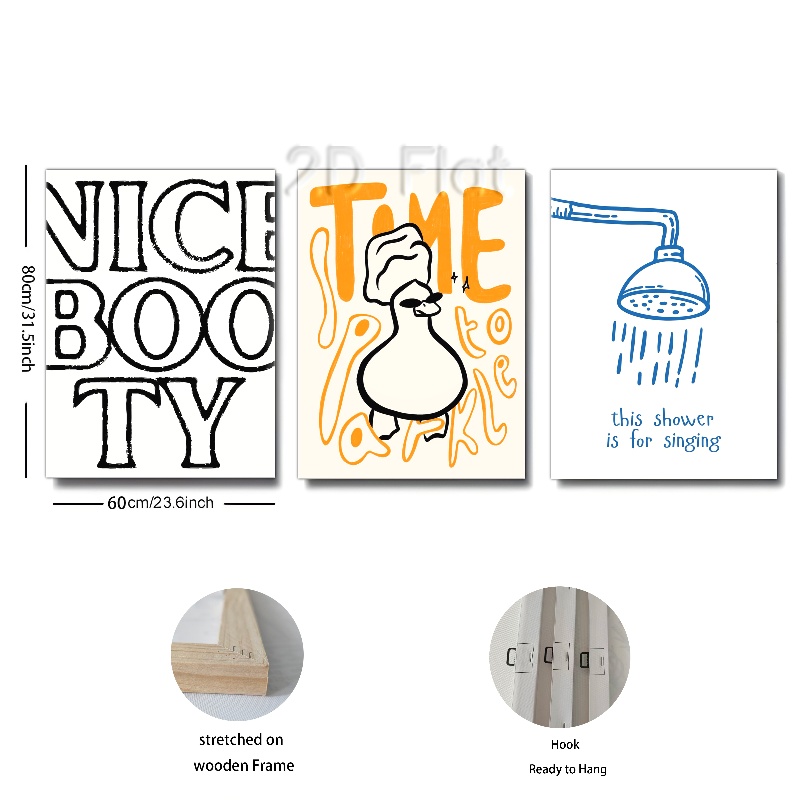 2D Flat
NICE
BOO
TY
TIME
to
sparkle
this shower
is for singing
80cm/31.5inch
60cm/23.6inch
stretched on
wooden Frame
Hook
Ready to Hang